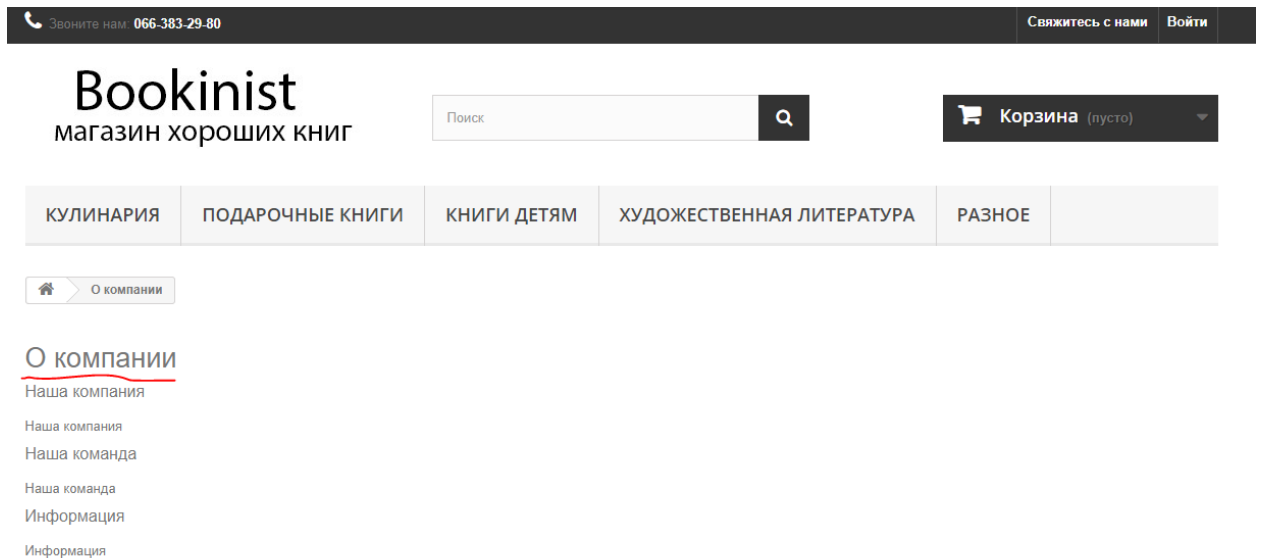 Звоните нам: 066-383-29-80
Свяжитесь с нами Войти
Bookinist
магазин хороших книг
Поиск
Корзина (пусто)
КУЛИНАРИЯ ПОДАРОЧНЫЕ КНИГИ КНИГИ ДЕТЯМ ХУДОЖЕСТВЕННАЯ ЛИТЕРАТУРА РАЗНОЕ
О компании
О компании
Наша компания
Наша компания
Наша команда
Наша команда
Информация
Информация